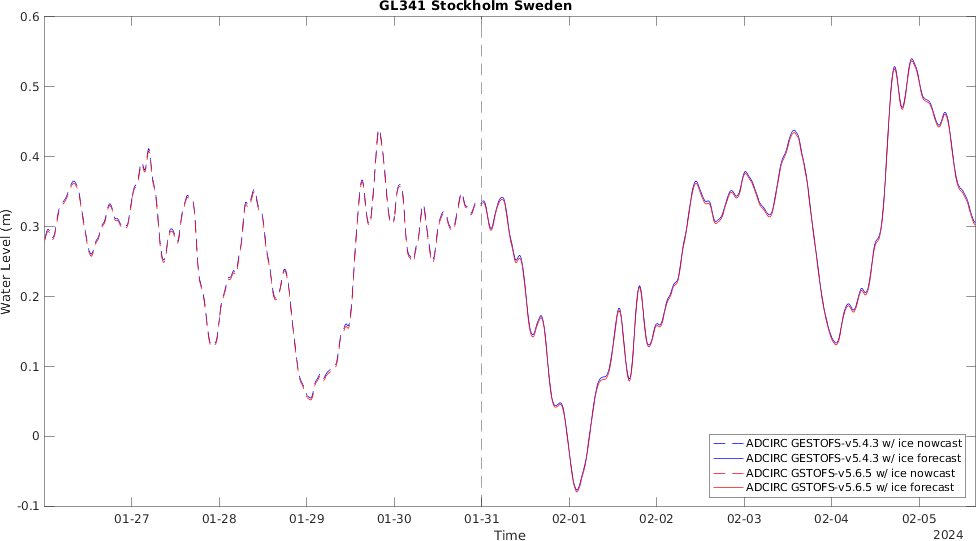 GL341 Stockholm Sweden
0.6
0.5
0.4
0.3
0.2
0.1
0
-0.1
Water Level (m)
ADCIRC GESTOFS-v5.4.3 w/ ice nowcast
ADCIRC GESTOFS-v5.4.3 w/ ice forecast
ADCIRC GSTOFS-v5.6.5 w/ ice nowcast
ADCIRC GSTOFS-v5.6.5 w/ ice forecast
01-27 01-28 01-29 01-30 01-31 02-01 02-02 02-03 02-04 02-05
Time
2024